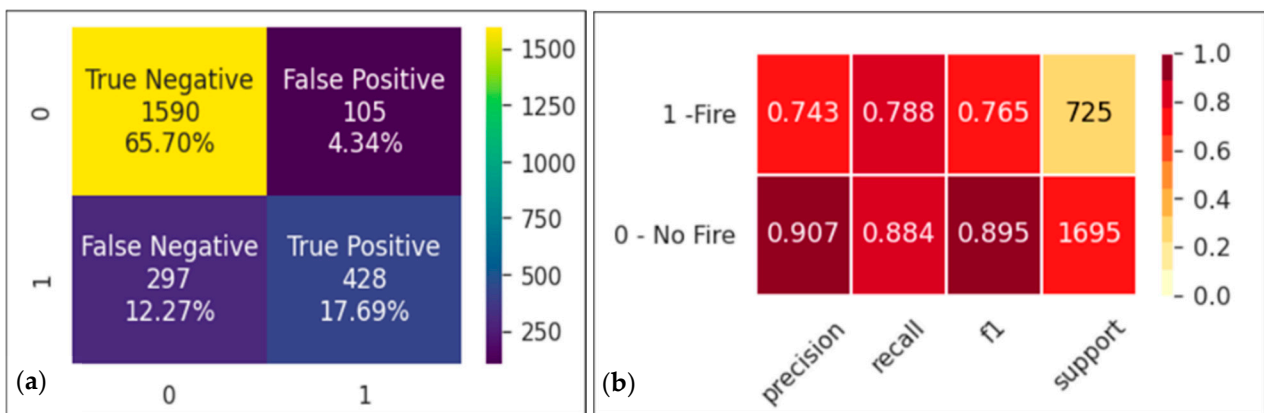 True Negative
1590
65.70%
False Positive
105
4.34%
False Negative
297
12.27%
True Positive
428
17.69%
0
1
0
1
1500
1250
1000
750
500
250
(a)
1 -Fire
0.743
0.788
0.765
725
0 - No Fire
0.907
0.884
0.895
1695
precision
recall
f1
support
1.0
0.8
0.6
0.4
0.2
0.0
(b)